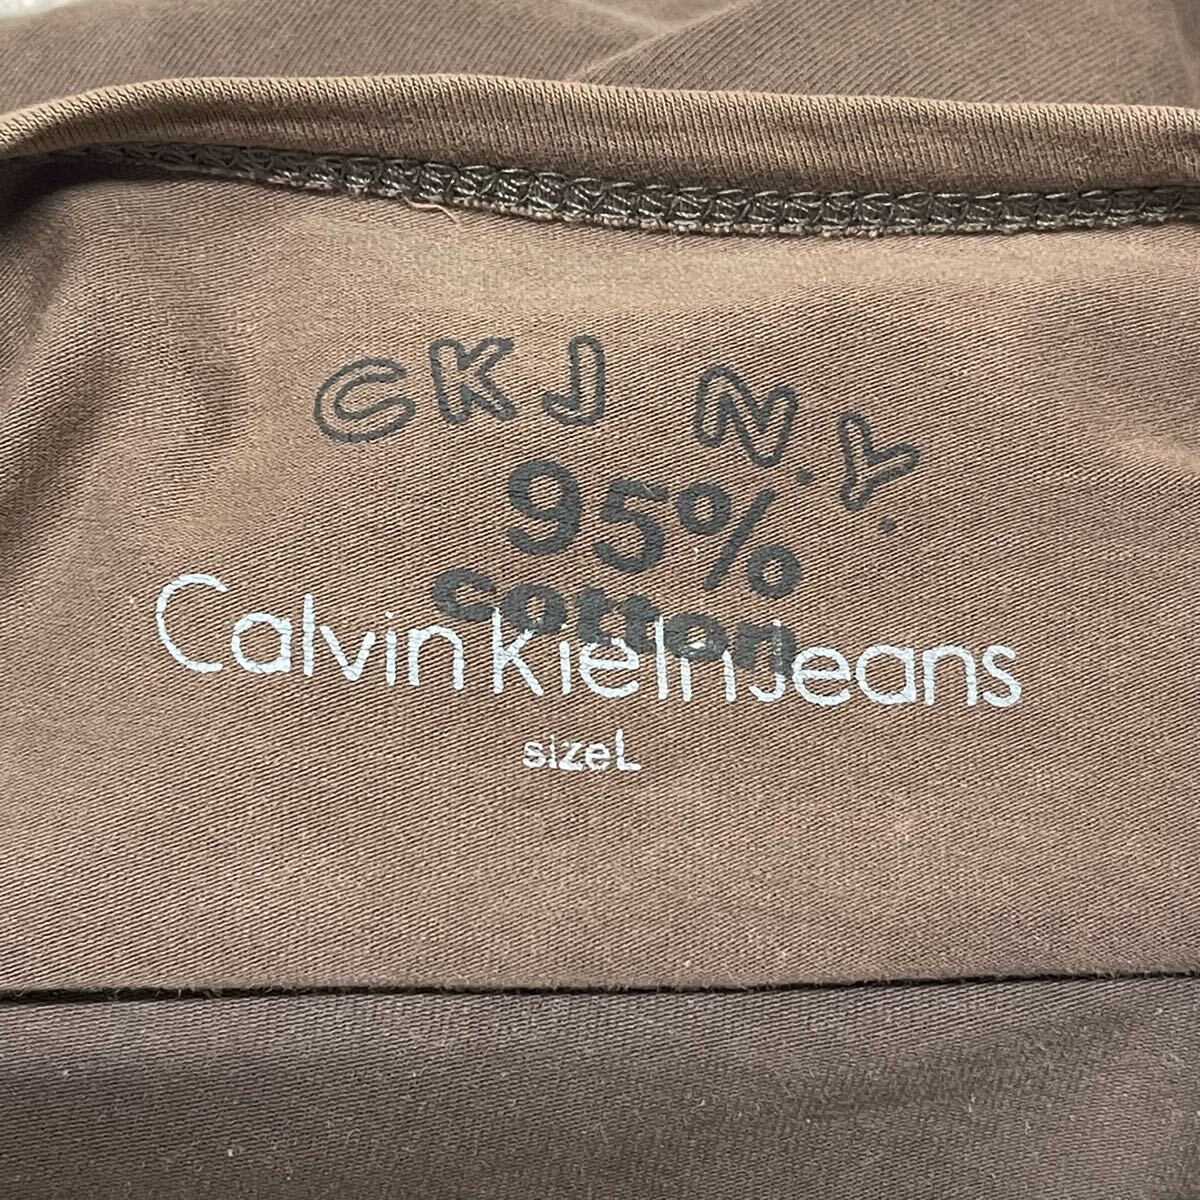 CKJ N.Y.
95%
cotton
Calvin Kieln Jeans
sizeL